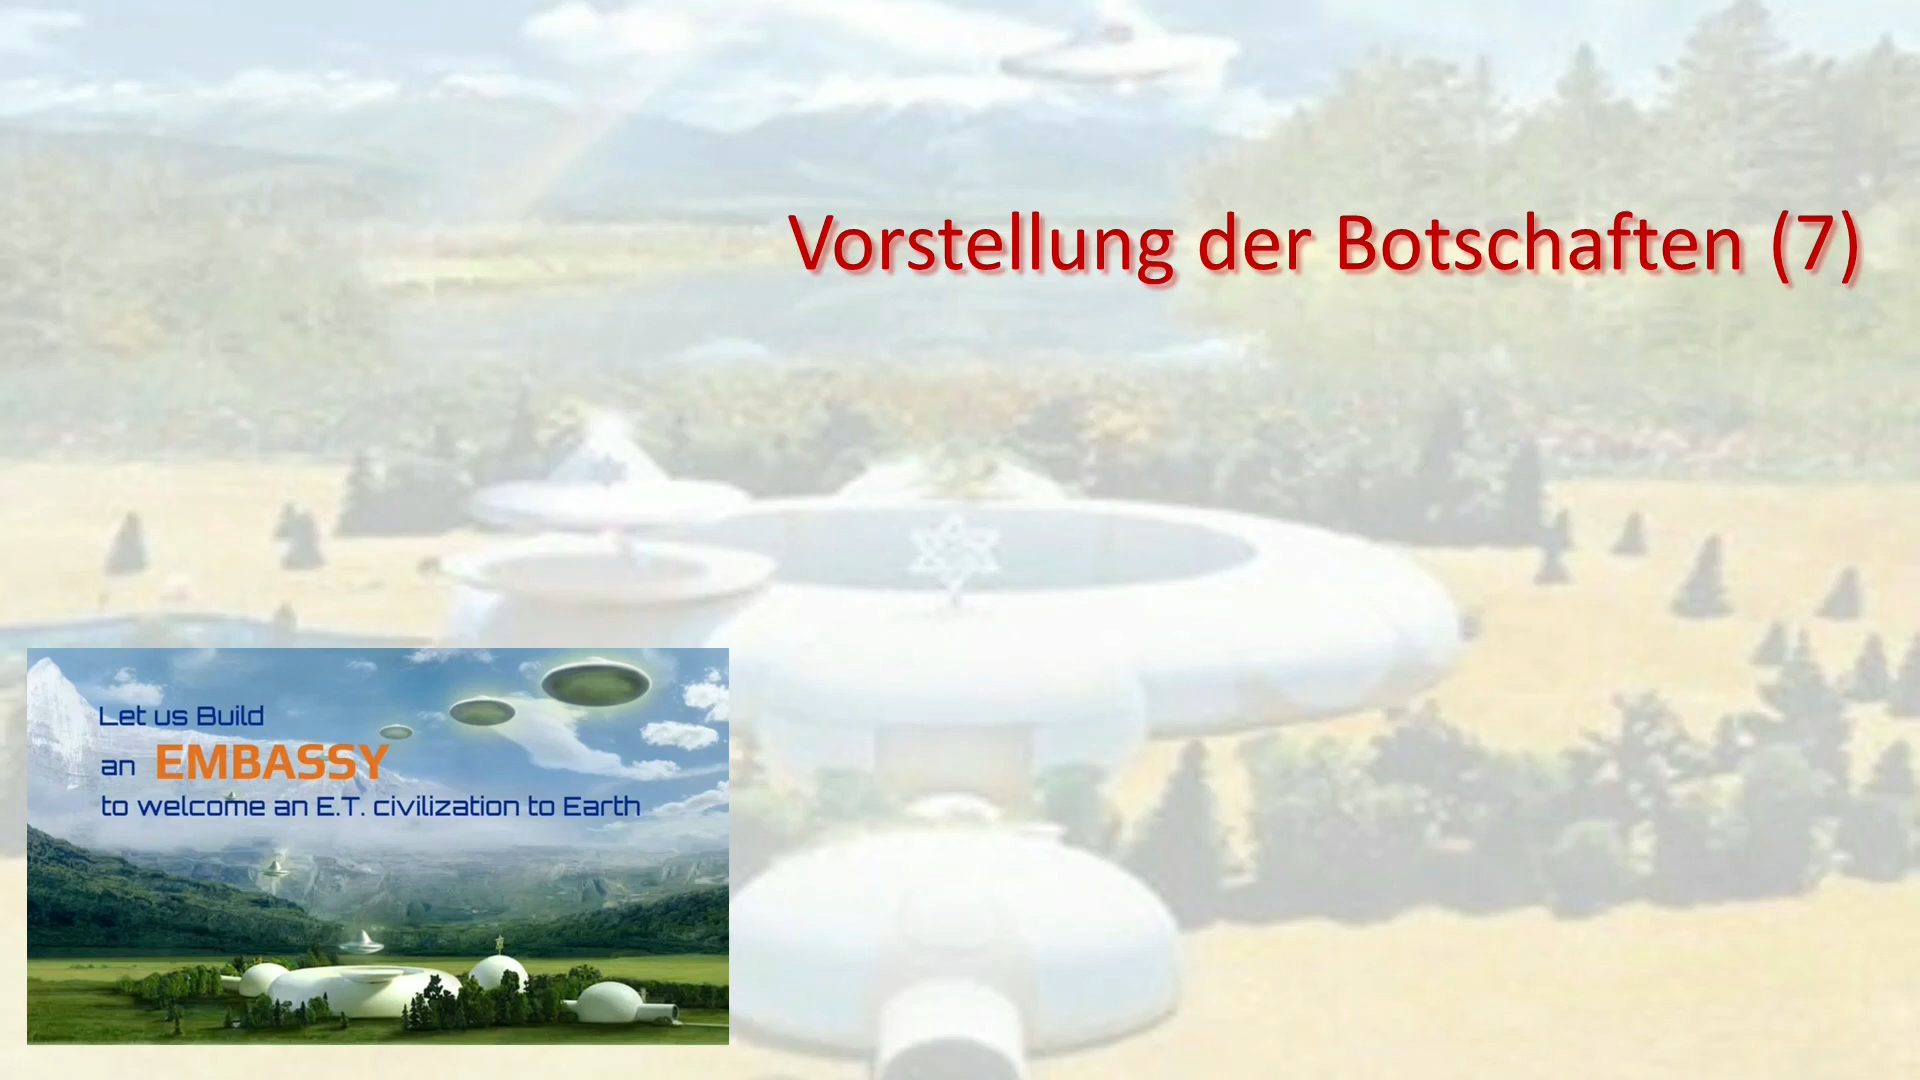 Vorstellung der Botschaften (7)
Let us Build
an EMBASSY
to welcome an E.T. civilization to Earth